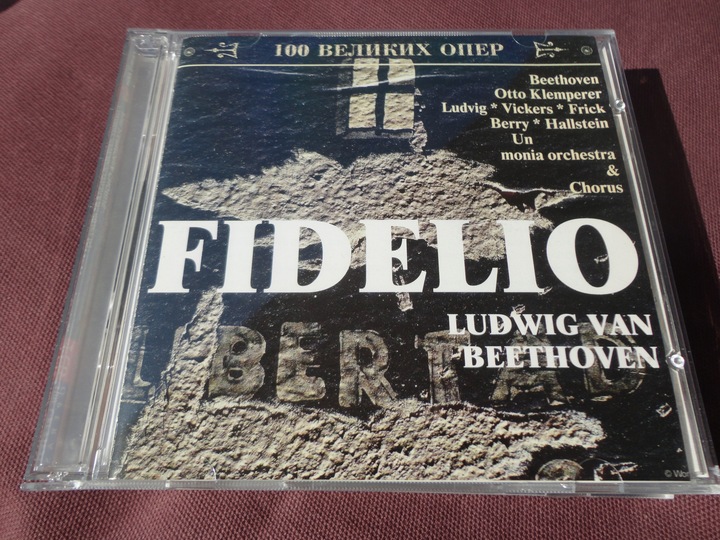 100 ВЕЛИКИХ ОПЕР
Beethoven
Otto Klemperer
Ludvig * Vickers * Frick
Berry * Hallstein
Un
monia orchestra
&
Chorus
FIDELIO
LUDWIG VAN
BEETHOVEN
LIBERTAD